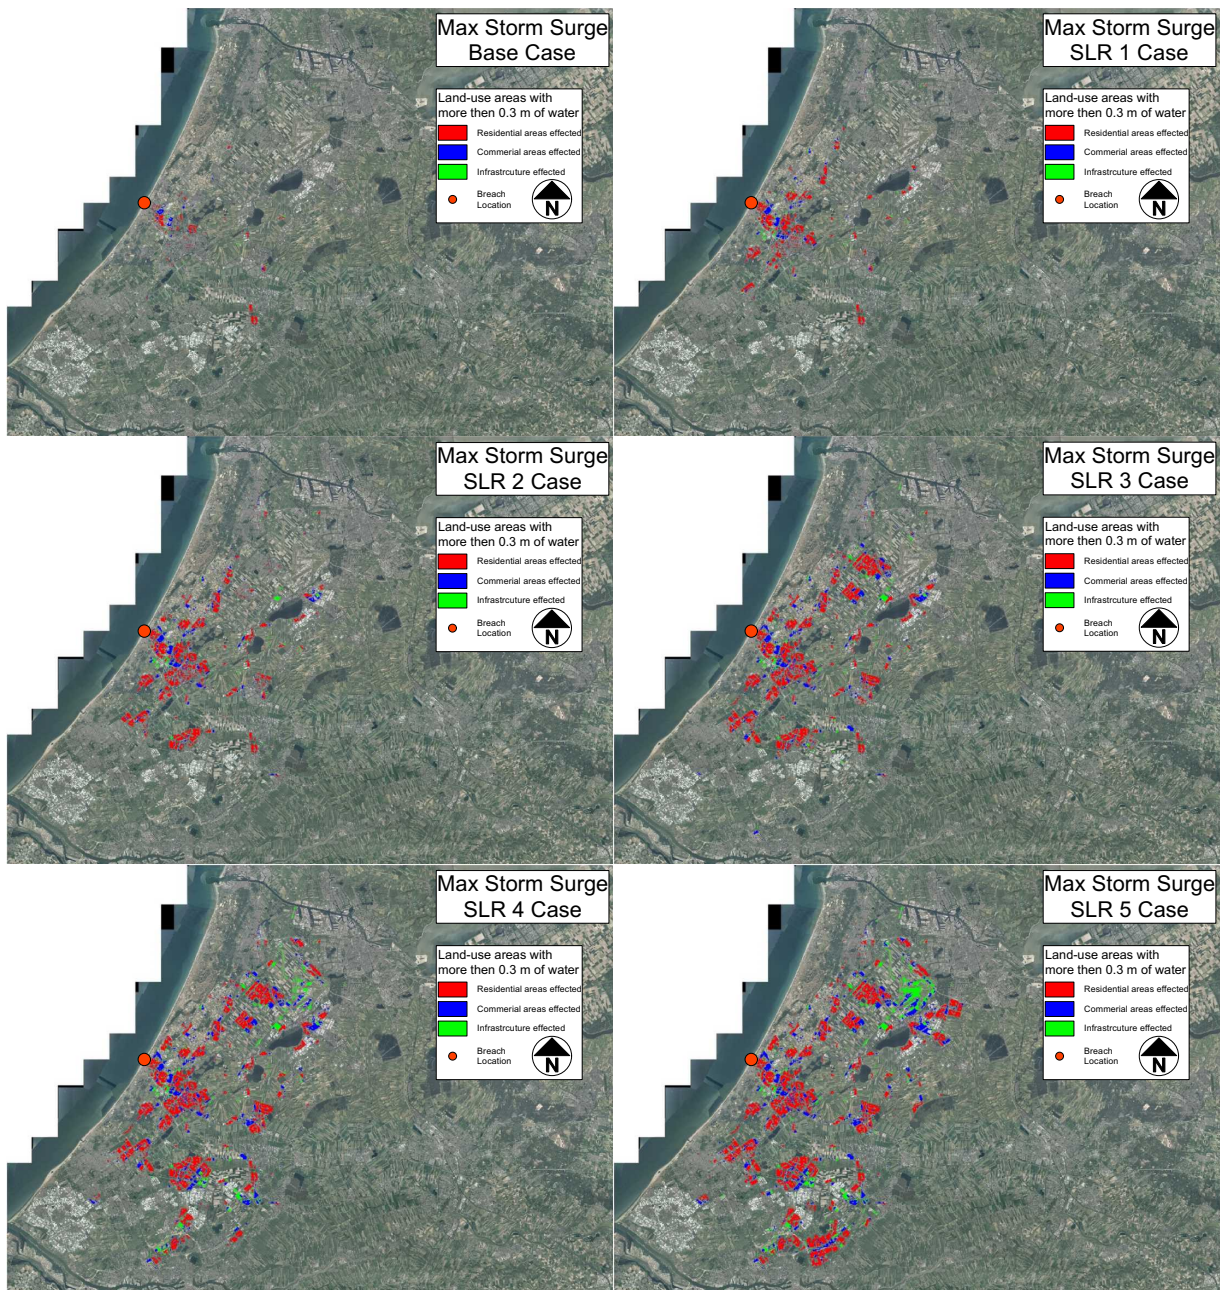 Max Storm Surge
Base Case
Land-use areas with
more then 0.3 m of water
Residential areas effected
Commerial areas effected
Infrastrcuture effected
Breach
Location
N
Max Storm Surge
SLR 1 Case
Land-use areas with
more then 0.3 m of water
Residential areas effected
Commerial areas effected
Infrastrcuture effected
Breach
Location
N
Max Storm Surge
SLR 2 Case
Land-use areas with
more then 0.3 m of water
Residential areas effected
Commerial areas effected
Infrastrcuture effected
Breach
Location
N
Max Storm Surge
SLR 3 Case
Land-use areas with
more then 0.3 m of water
Residential areas effected
Commerial areas effected
Infrastrcuture effected
Breach
Location
N
Max Storm Surge
SLR 4 Case
Land-use areas with
more then 0.3 m of water
Residential areas effected
Commerial areas effected
Infrastrcuture effected
Breach
Location
N
Max Storm Surge
SLR 5 Case
Land-use areas with
more then 0.3 m of water
Residential areas effected
Commerial areas effected
Infrastrcuture effected
Breach
Location
N